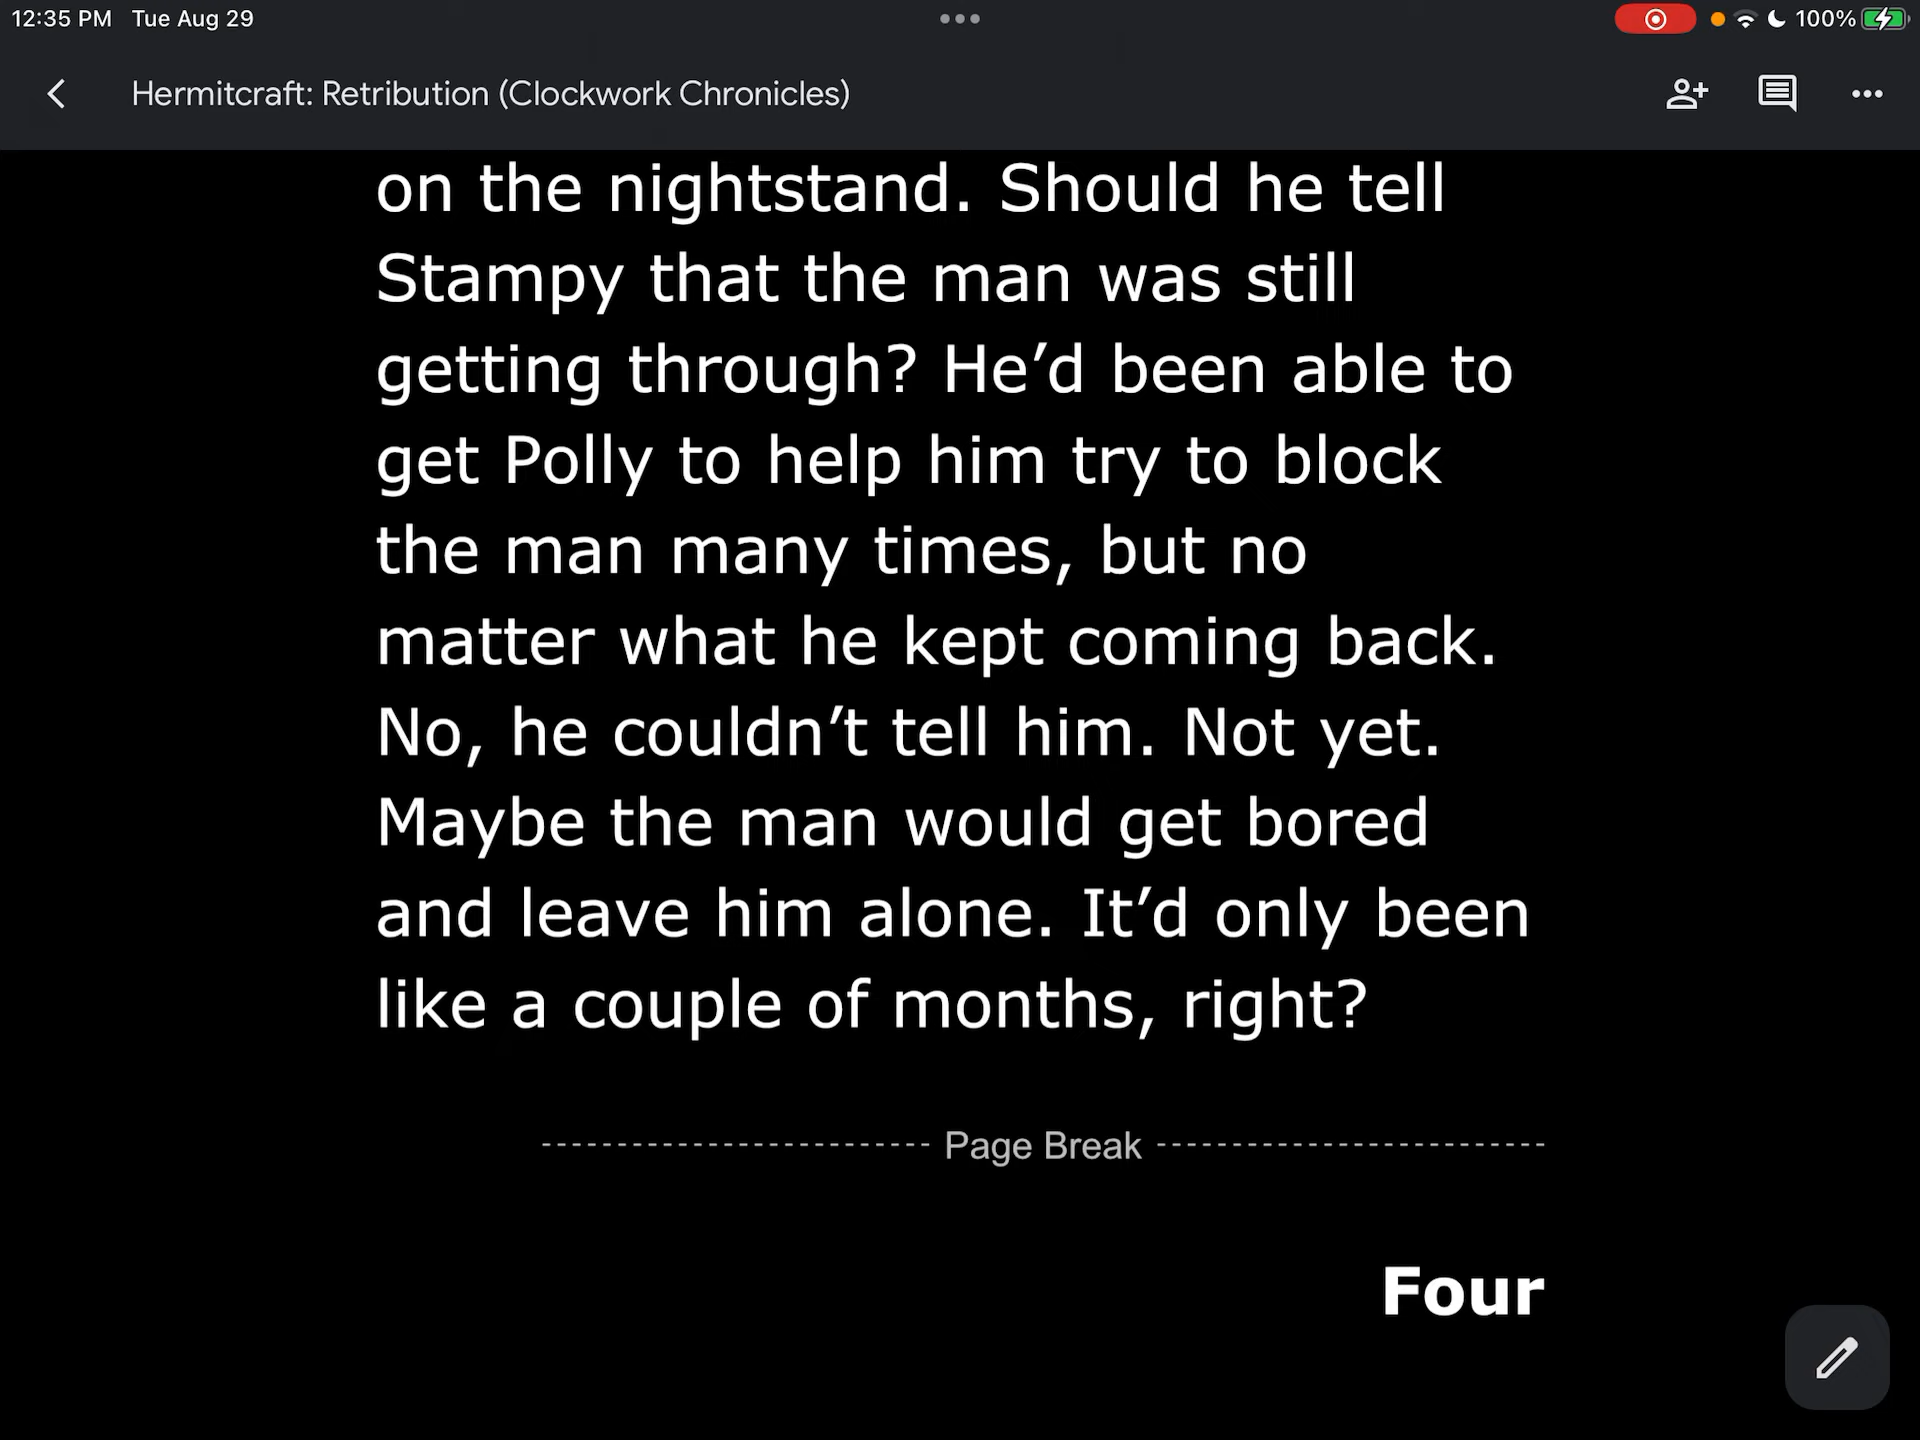 12:35 PM Tue Aug 29
100%
Hermitcraft: Retribution (Clockwork Chronicles)
on the nightstand. Should he tell
Stampy that the man was still
getting through? He’d been able to
get Polly to help him try to block
the man many times, but no
matter what he kept coming back.
No, he couldn’t tell him. Not yet.
Maybe the man would get bored
and leave him alone. It’d only been
like a couple of months, right?
Page Break
Four